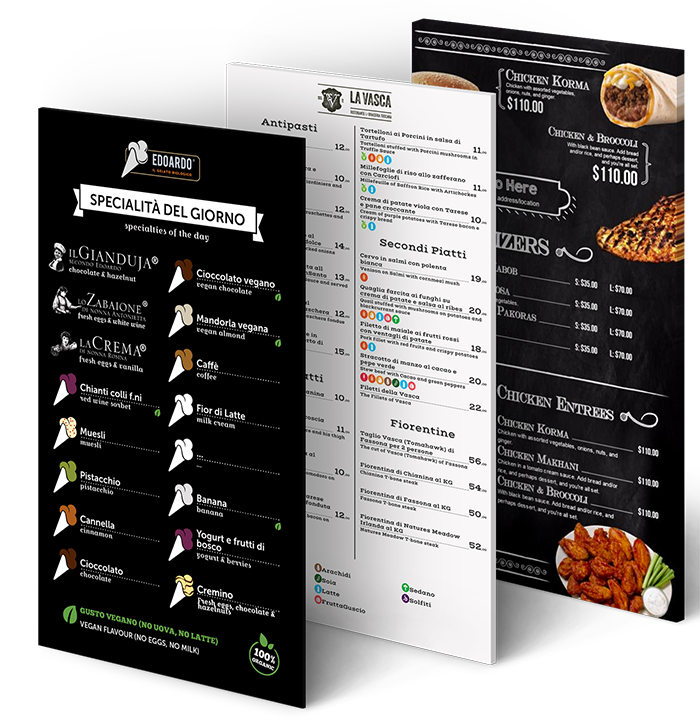 EDOARDO
IL GELATO BIOLOGICO
SPECIALITÀ DEL GIORNO
specialties of the day
IL GIANDUJA®
SECONDO EDOARDO
chocolate & hazelnut
LO ZABAIONE®
DI NONNA ANTONIETTA
fresh eggs & white wine
LA CREMA®
DI NONNA ROSINA
fresh eggs & vanilla
Chianti colli f.ni
red wine sorbet
Muesli
muesli
Pistacchio
pistacchio
Cannella
cinnamon
Cioccolato
chocolate
Cioccolato vegano
vegan chocolate
Mandorla vegana
vegan almond
Caffè
coffee
Fior di Latte
milk cream
...
...
Banana
banana
Yogurt e frutti di
bosco
yogurt & berries
Cremino
fresh eggs, chocolate &
hazelnuts
GUSTO VEGANO (NO UOVA, NO LATTE)
VEGAN FLAVOUR (NO EGGS, NO MILK)
100%
ORGANIC
LA VASCA
RISTORANTE & BRACERIA TOSCANA
Antipasti
12
10
12
14
13
12
15
10
11
10
12
Tortelloni ai Porcini in salsa di
Tartufo
Tortelloni stuffed with Porcini mushrooms in
Truffle Sauce
11
Millefoglie di riso allo zafferano
con Carciofi
Millefeuille of Saffron Rice with Artichockes
11
Crema di patate viola con Tarese
e pane croccante
Cream of purple potatoes with Tarese bacon e
crispy bread
10
Secondi Piatti
Cervo in salmì con polenta
bianca
Venison on Salmi with cornmeal mush
19
Quaglia farcita ai funghi su
crema di patate e salsa al ribes
Quail stuffed with mushrooms on potatoes and
blackcurrant sauce
20
Filetto di maiale ai frutti rossi
con ventagli di patate
Pork fillet with red fruits and crispy potatoes
18
Stracotto di manzo al cacao e
pepe verde
Stew beef with Cacao and green peppers
20
Filetti della Vasca
The Fillets of Vasca
22
Fiorentine
Taglio Vasca (Tomahawk) di
Fassona per 2 persone
The cut of Vasca (Tomahawk) of Fassona
56
Fiorentina di Chianina al KG
Chianina T-bone steak
54
Fiorentina di Fassona al KG
Fassona T-bone steak
50
Fiorentina di Natures Meadow
Irlanda al KG
Natures Meadow T-bone steak
52
Arachidi
Soia
Latte
FruttaGuscio
Sedano
Solfiti
CHICKEN KORMA
Chicken with assorted vegetables,
onions, nuts, and ginger.
$110.00
CHICKEN & BROCCOLI
With black bean sauce. Add bread
and/or rice, and perhaps dessert,
and you're all set.
$110.00
Here
address/location
IZERS
ABOB
S: $35.00 L: $70.00
OSA
vegetables.
S: $35.00 L: $70.00
PAKORAS
S: $35.00 L: $70.00
CHICKEN ENTREES
CHICKEN KORMA
Chicken with assorted vegetables, onions, nuts, and
ginger.
$110.00
CHICKEN MAKHANI
Chicken in a tomato cream sauce. Add bread and/or
rice, and perhaps dessert, and you're all set.
$110.00
CHICKEN & BROCCOLI
With black bean sauce. Add bread and/or rice, and
perhaps dessert, and you're all set.
$110.00